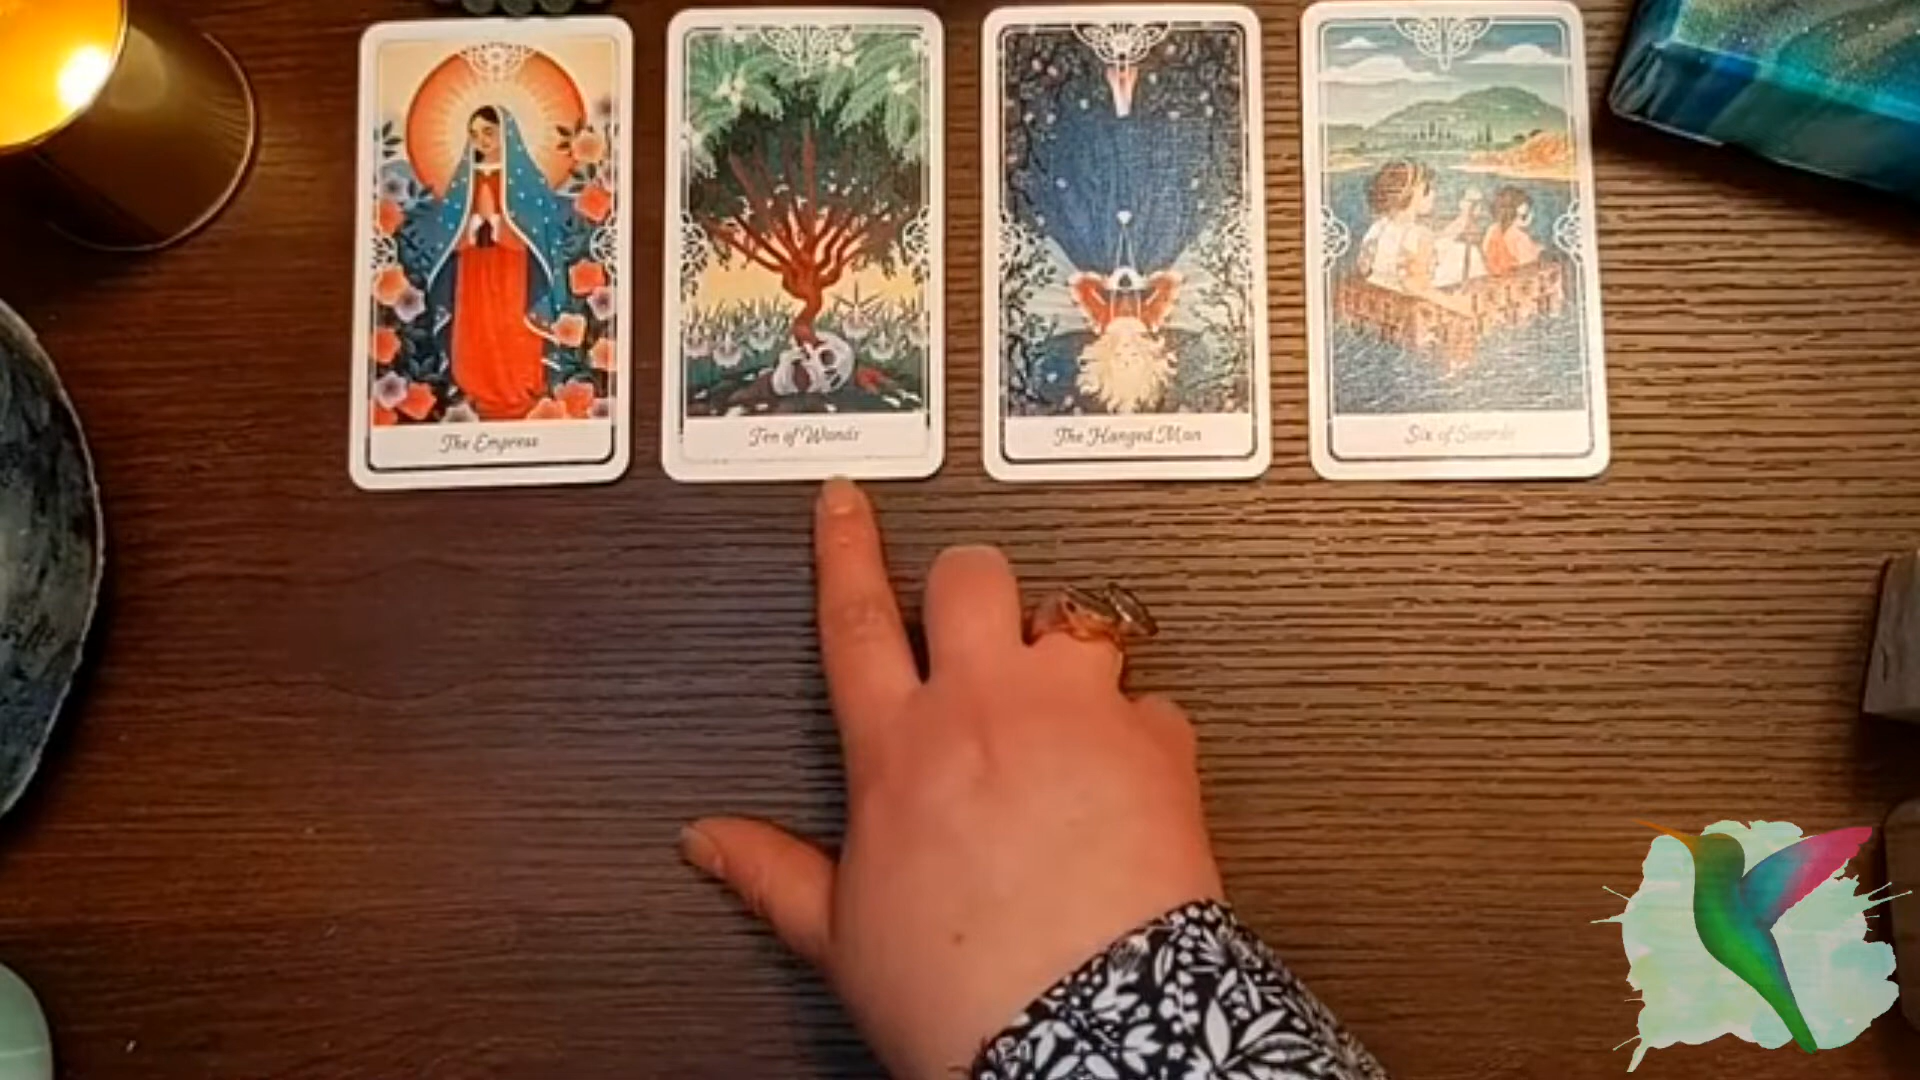 The Empress
Ten of Wands
The Hanged Man
Six of Swords